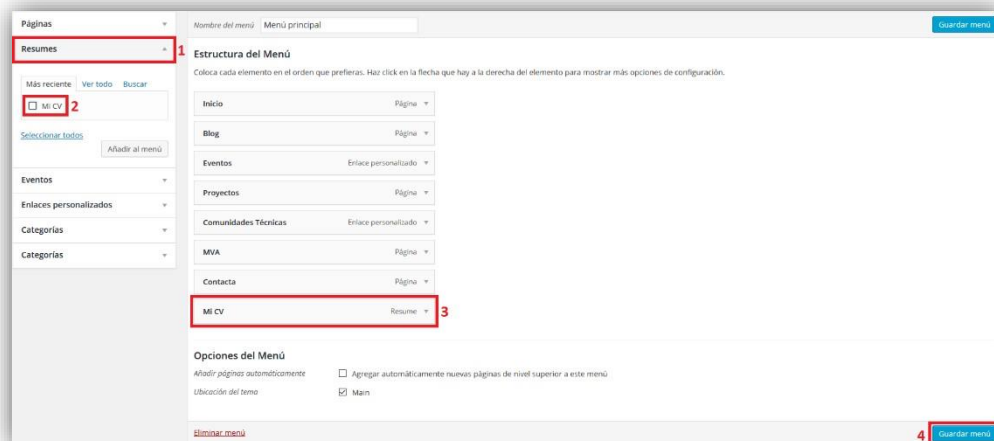 Páginas
Resumes
1
Más reciente Ver todo Buscar
Mi CV
2
Seleccionar todos
Añadir al menú
Eventos
Enlaces personalizados
Categorías
Categorías
Nombre del menú Menú principal
Guardar menú
Estructura del Menú
Coloca cada elemento en el orden que prefieras. Haz click en la flecha que hay a la derecha del elemento para mostrar más opciones de configuración.
Inicio Página
Blog Página
Eventos Enlace personalizado
Proyectos Página
Comunidades Técnicas Enlace personalizado
MVA Página
Contacta Página
Mi CV Resume
3
Opciones del Menú
Añadir páginas automáticamente Agregar automáticamente nuevas páginas de nivel superior a este menú
Ubicación del tema Main
Eliminar menú
4 Guardar menú